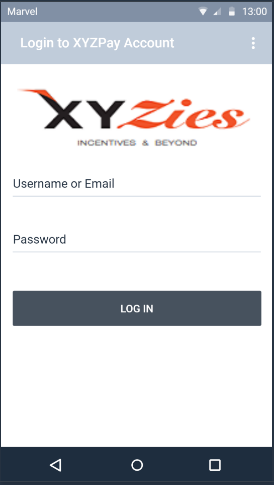 Marvel 13:00
Login to XYZPay Account
XYZies
INCENTIVES & BEYOND
Username or Email
Password
LOG IN